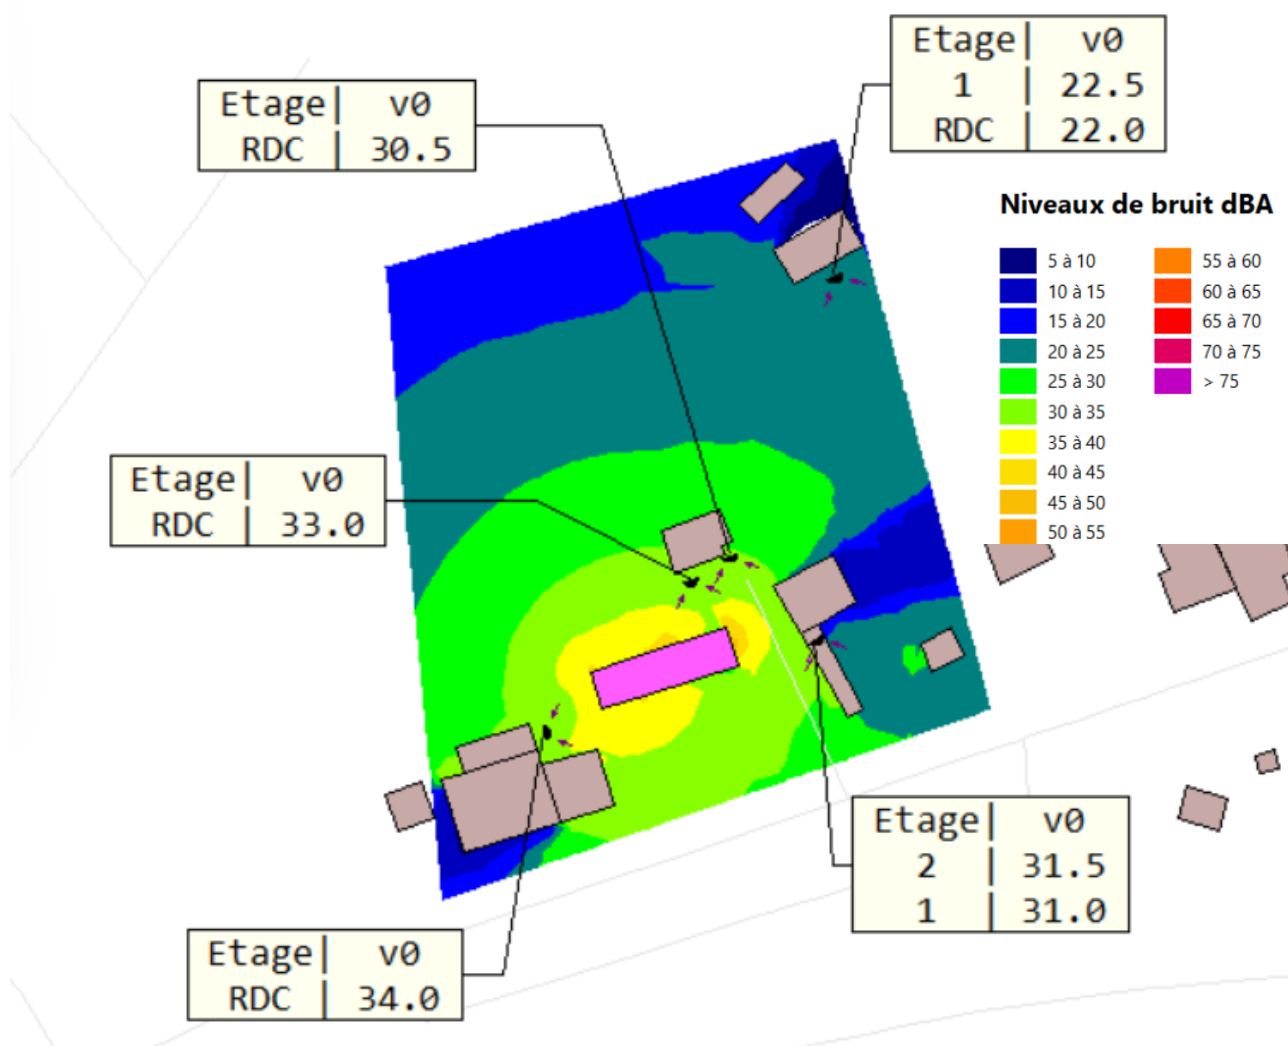 Etage| v0
1 | 22.5
RDC | 22.0
Etage| v0
RDC | 30.5
Niveaux de bruit dBA
5 à 10
10 à 15
15 à 20
20 à 25
25 à 30
30 à 35
35 à 40
40 à 45
45 à 50
50 à 55
55 à 60
60 à 65
65 à 70
70 à 75
> 75
Etage| v0
RDC | 33.0
Etage| v0
2 | 31.5
1 | 31.0
Etage| v0
RDC | 34.0